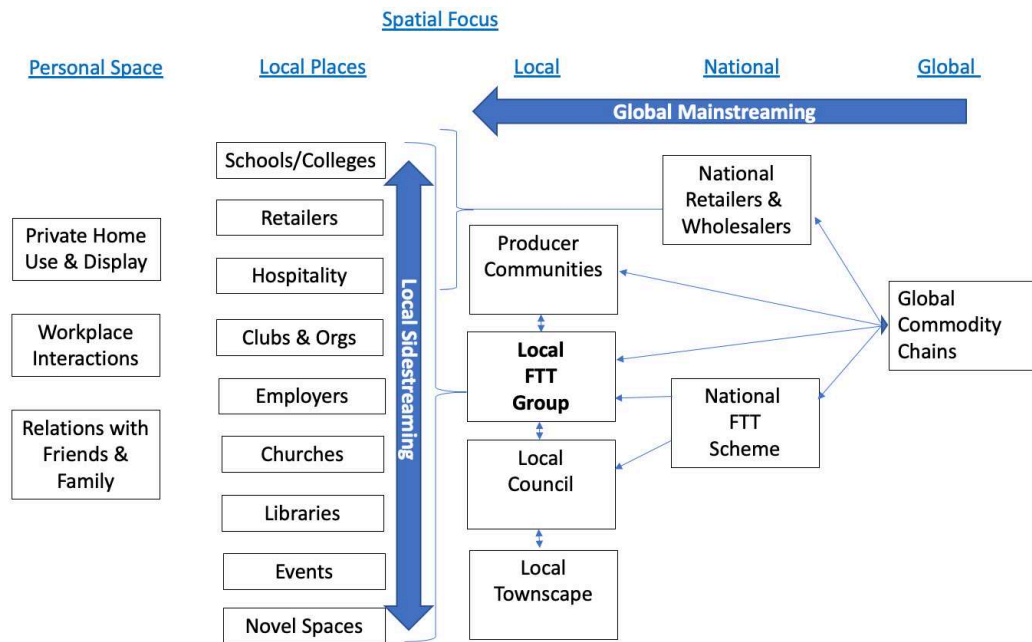 Spatial Focus
Personal Space
Local Places
Local
National
Global
Global Mainstreaming
Schools/Colleges
Retailers
Hospitality
Clubs & Orgs
Employers
Churches
Libraries
Events
Novel Spaces
Private Home
Use & Display
Workplace
Interactions
Relations with
Friends &
Family
Local Sidestreaming
Producer
Communities
Local
FTT
Group
Local
Council
Local
Townscape
National
Retailers &
Wholesalers
National
FTT
Scheme
Global
Commodity
Chains